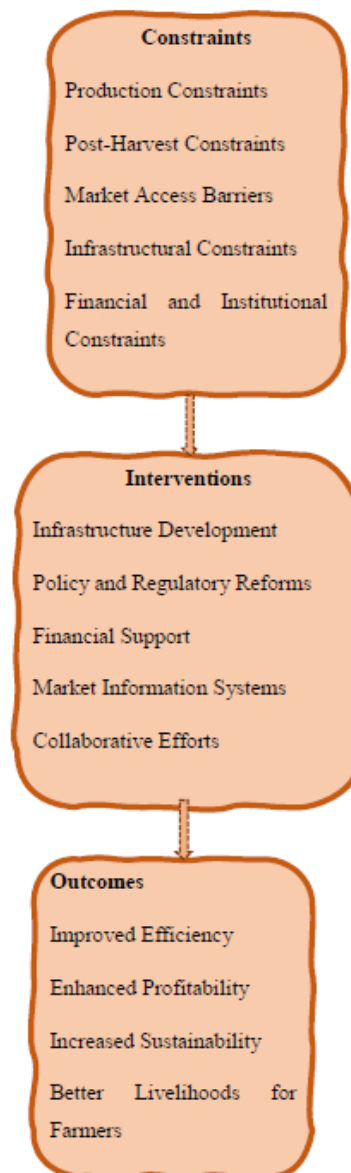 Constraints
Production Constraints
Post-Harvest Constraints
Market Access Barriers
Infrastructural Constraints
Financial and Institutional
Constraints
Interventions
Infrastructure Development
Policy and Regulatory Reforms
Financial Support
Market Information Systems
Collaborative Efforts
Outcomes
Improved Efficiency
Enhanced Profitability
Increased Sustainability
Better Livelihoods for
Farmers